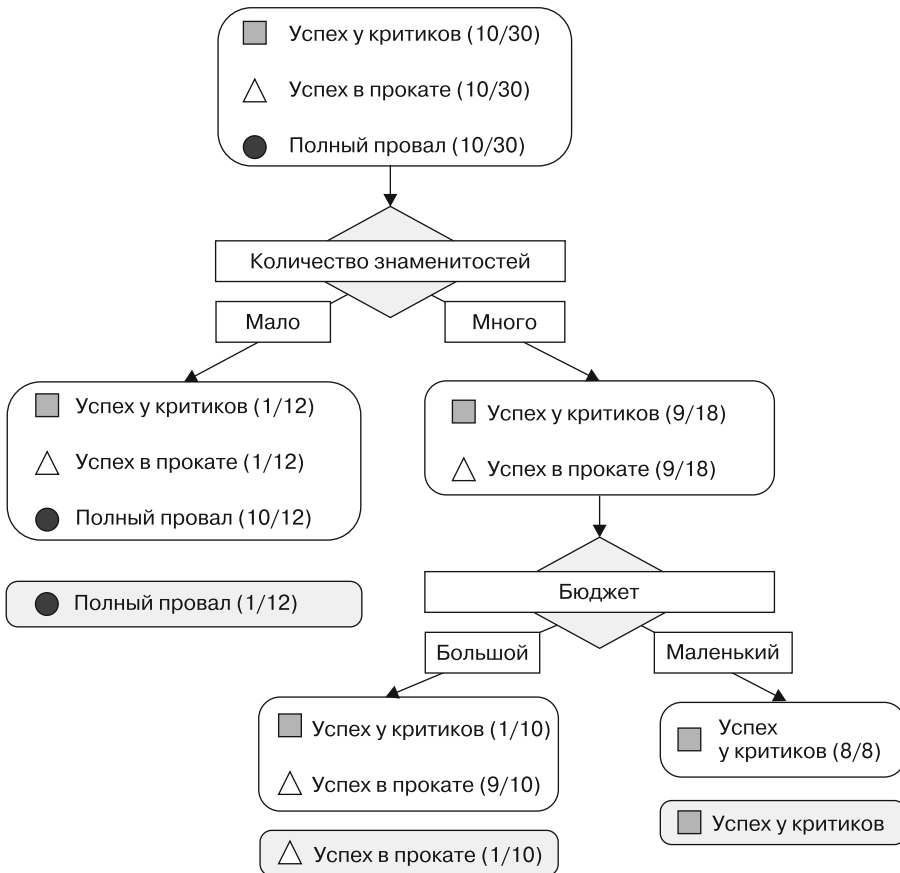 Успех у критиков (10/30)
Успех в прокате (10/30)
Полный провал (10/30)
Количество знаменитостей
Мало
Много
Успех у критиков (1/12)
Успех в прокате (1/12)
Полный провал (10/12)
Полный провал (1/12)
Успех у критиков (9/18)
Успех в прокате (9/18)
Бюджет
Большой
Маленький
Успех у критиков (1/10)
Успех в прокате (9/10)
Успех в прокате (1/10)
Успех
у критиков (8/8)
Успех у критиков